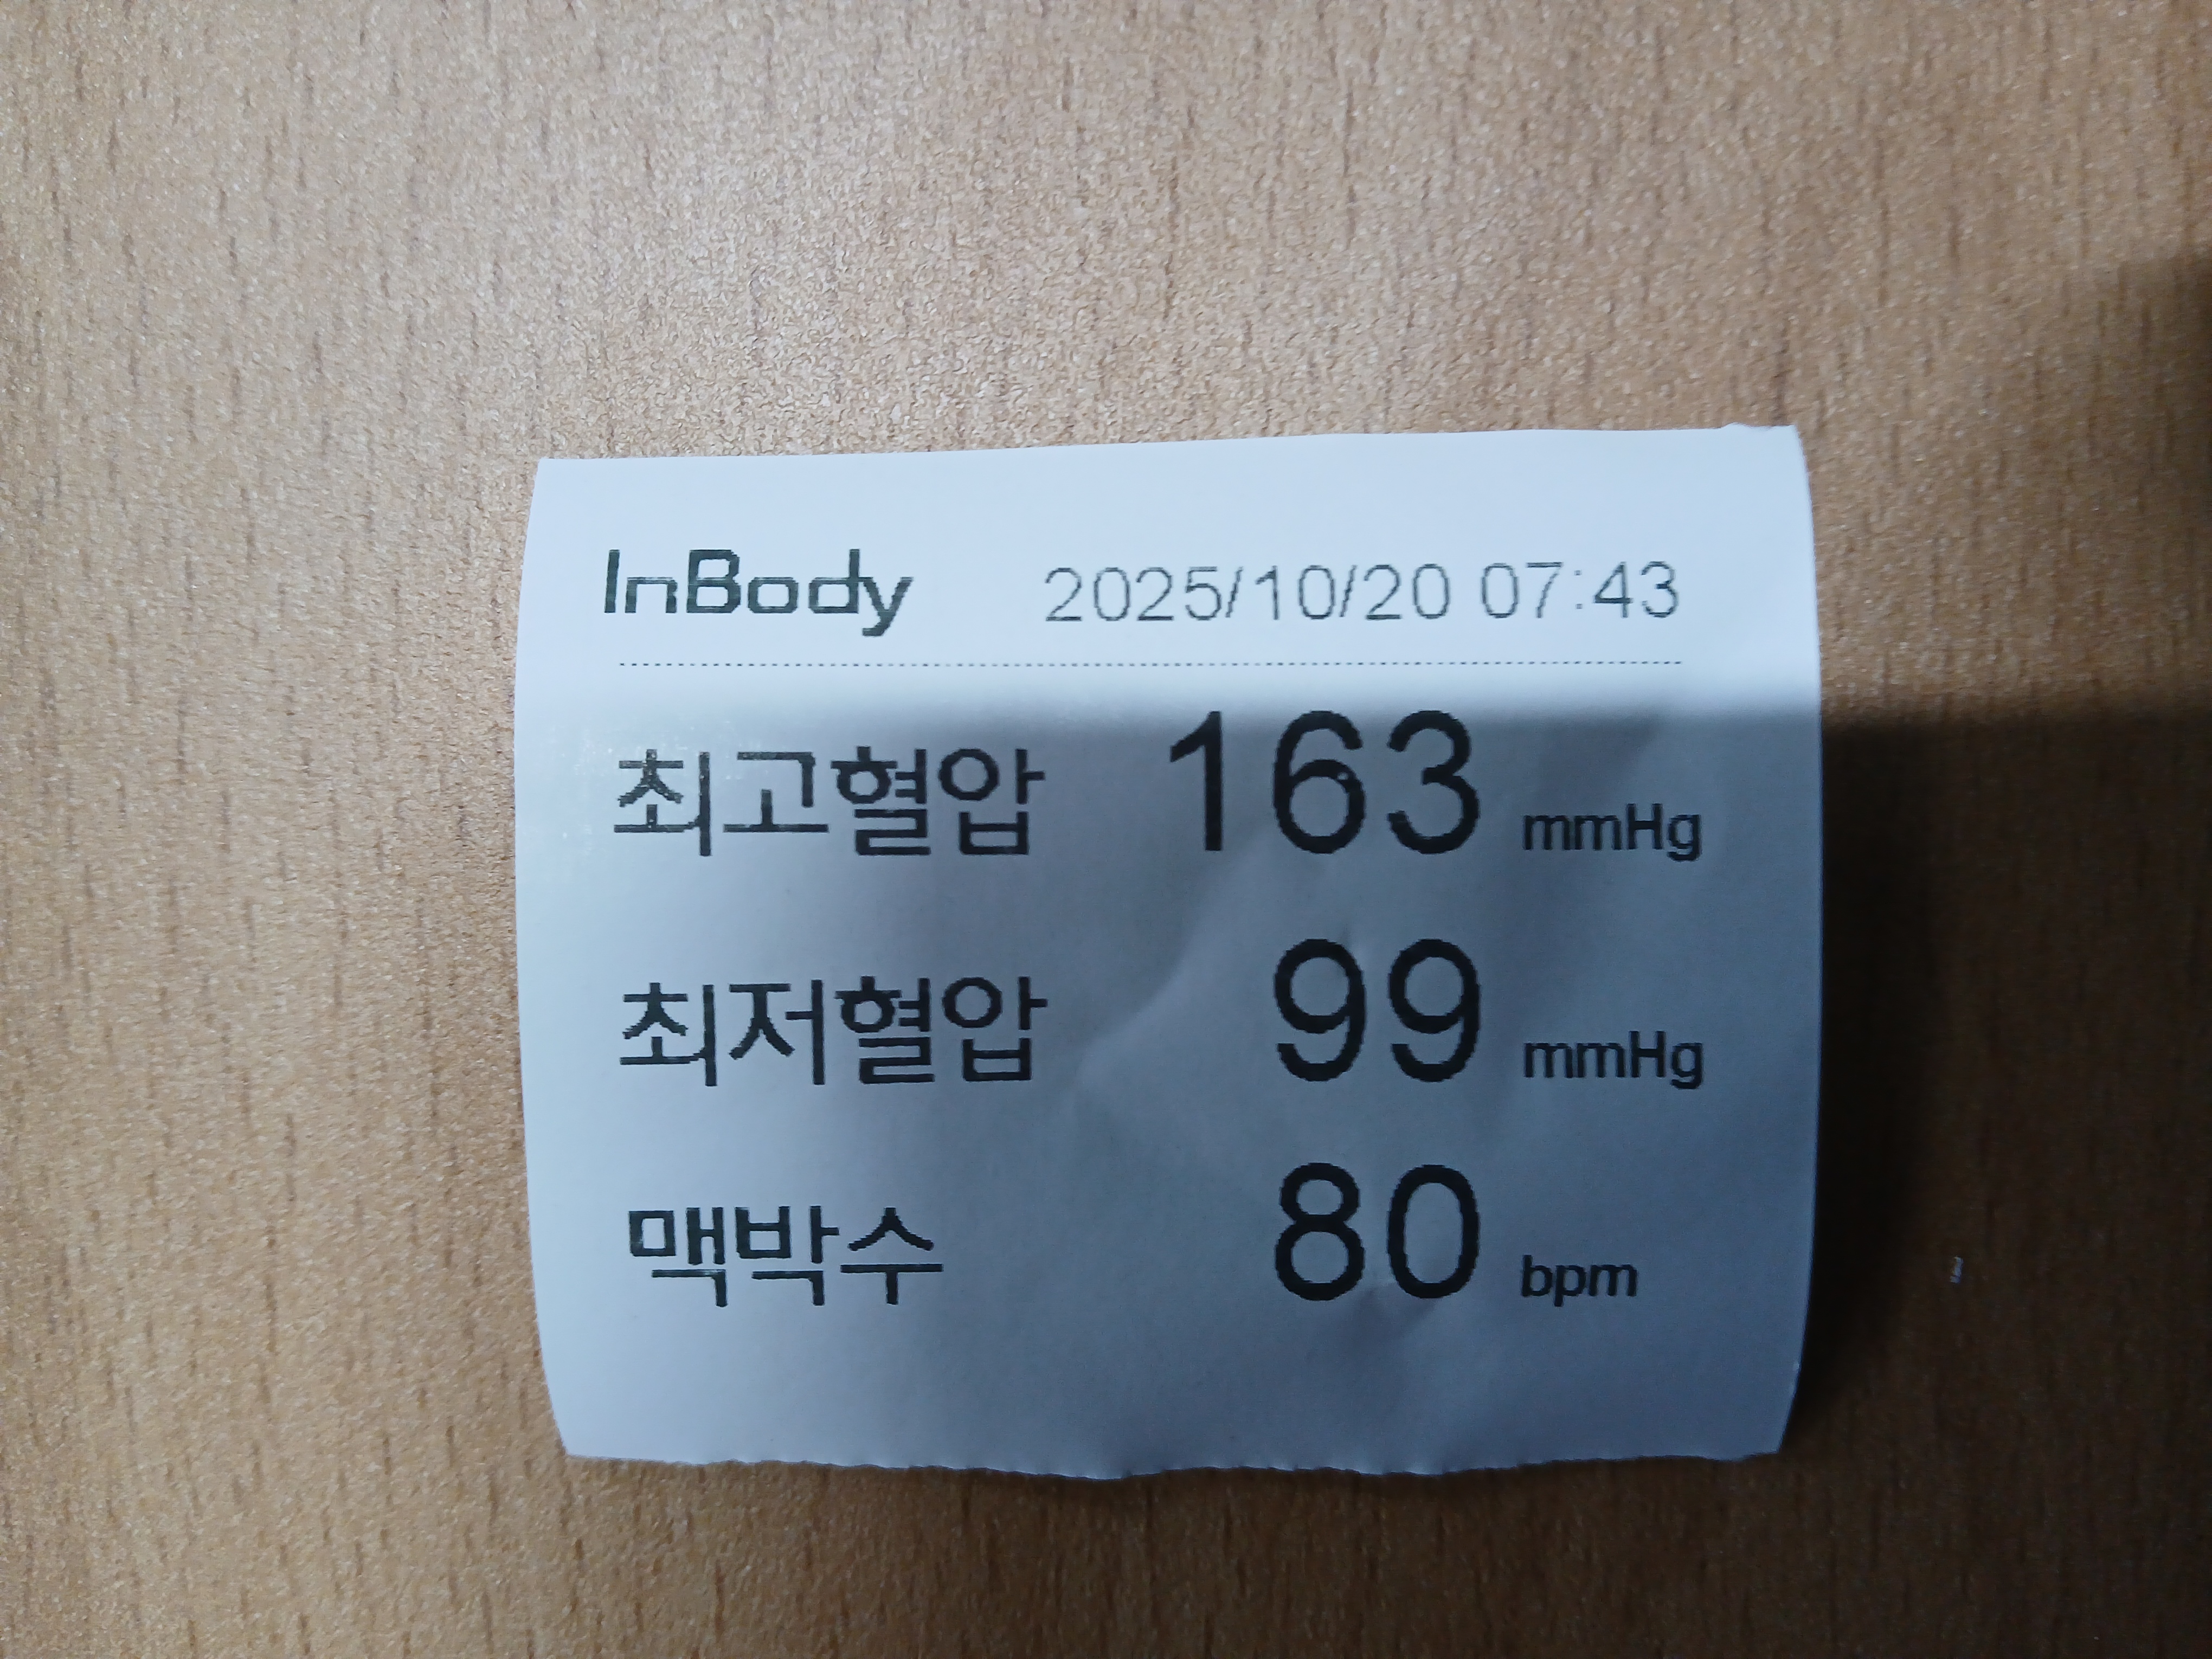 InBody 2025/10/20 07:43
최고혈압 163 mmHg
최저혈압 99 mmHg
맥박수 80 bpm